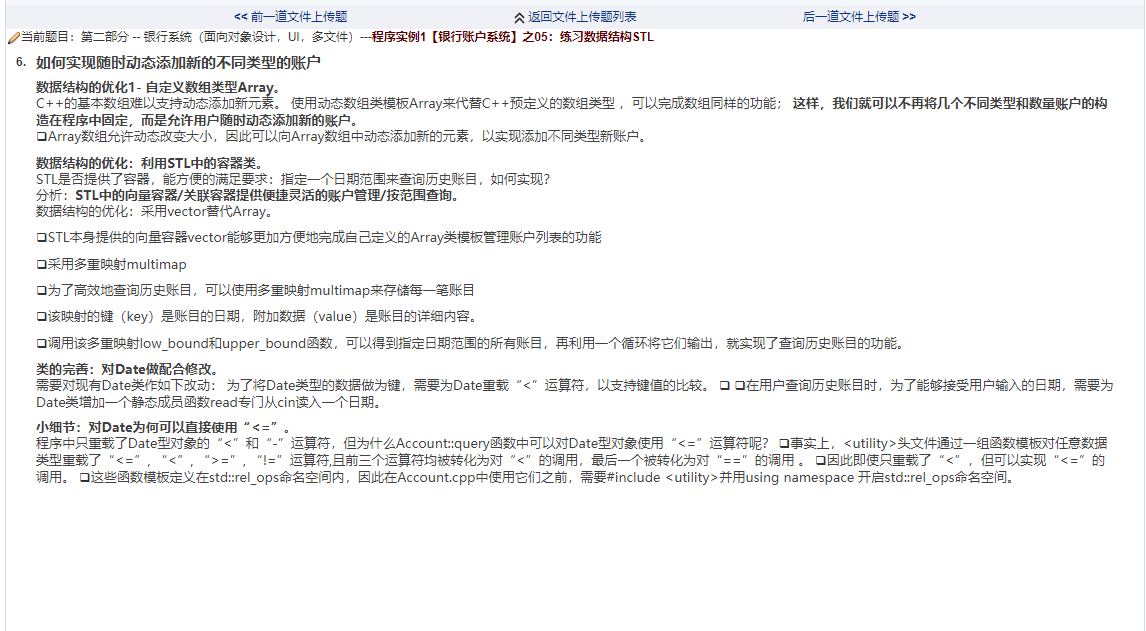 << 前一道文件上传题 返回文件上传题列表 后一道文件上传题 >>
当前题目：第二部分 -- 银行系统（面向对象设计，UI，多文件）---程序实例1【银行账户系统】之05：练习数据结构STL
6. 如何实现随时动态添加新的不同类型的账户
数据结构的优化1- 自定义数组类型Array。
C++的基本数组难以支持动态添加新元素。 使用动态数组类模板Array来代替C++预定义的数组类型 ，可以完成数组同样的功能； 这样，我们就可以不再将几个不同类型和数量账户的构
造在程序中固定，而是允许用户随时动态添加新的账户。
❑Array数组允许动态改变大小，因此可以向Array数组中动态添加新的元素，以实现添加不同类型新账户。
数据结构的优化：利用STL中的容器类。
STL是否提供了容器，能方便的满足要求：指定一个日期范围来查询历史账目，如何实现？
分析：STL中的向量容器/关联容器提供便捷灵活的账户管理/按范围查询。
数据结构的优化：采用vector替代Array。
❑STL本身提供的向量容器vector能够更加方便地完成自己定义的Array类模板管理账户列表的功能
❑采用多重映射multimap
❑为了高效地查询历史账目，可以使用多重映射multimap来存储每一笔账目
❑该映射的键（key）是账目的日期，附加数据（value）是账目的详细内容。
❑调用该多重映射low_bound和upper_bound函数，可以得到指定日期范围的所有账目，再利用一个循环将它们输出，就实现了查询历史账目的功能。
类的完善：对Date做配合修改。
需要对现有Date类作如下改动： 为了将Date类型的数据做为键，需要为Date重载“<”运算符，以支持键值的比较。 ❑ ❑在用户查询历史账目时，为了能够接受用户输入的日期，需要为
Date类增加一个静态成员函数read专门从cin读入一个日期。
小细节：对Date为何可以直接使用“<=”。
程序中只重载了Date型对象的“<”和“-”运算符，但为什么Account::query函数中可以对Date型对象使用“<=”运算符呢？ ❑事实上，<utility>头文件通过一组函数模板对任意数据
类型重载了“<=”，“<”，“>=”，“!=”运算符,且前三个运算符均被转化为对“<”的调用，最后一个被转化为对“==”的调用 。 ❑因此即使只重载了“<”，但可以实现“<=”的
调用。 ❑这些函数模板定义在std::rel_ops命名空间内，因此在Account.cpp中使用它们之前，需要#include <utility>并用using namespace 开启std::rel_ops命名空间。